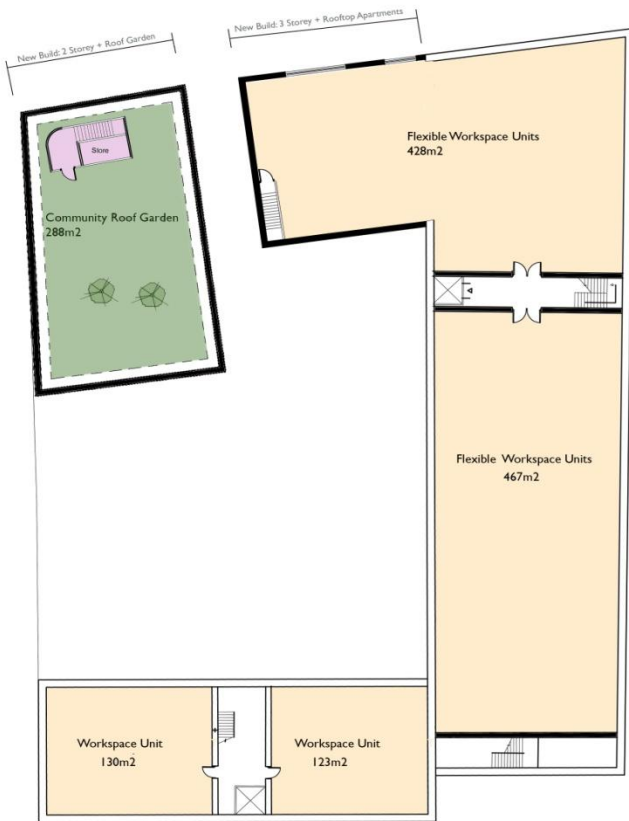 New Build: 2 Storey + Roof Garden
New Build: 3 Storey + Rooftop Apartments
Flexible Workspace Units
428m2
Store
Community Roof Garden
288m2
Flexible Workspace Units
467m2
Workspace Unit
130m2
Workspace Unit
123m2